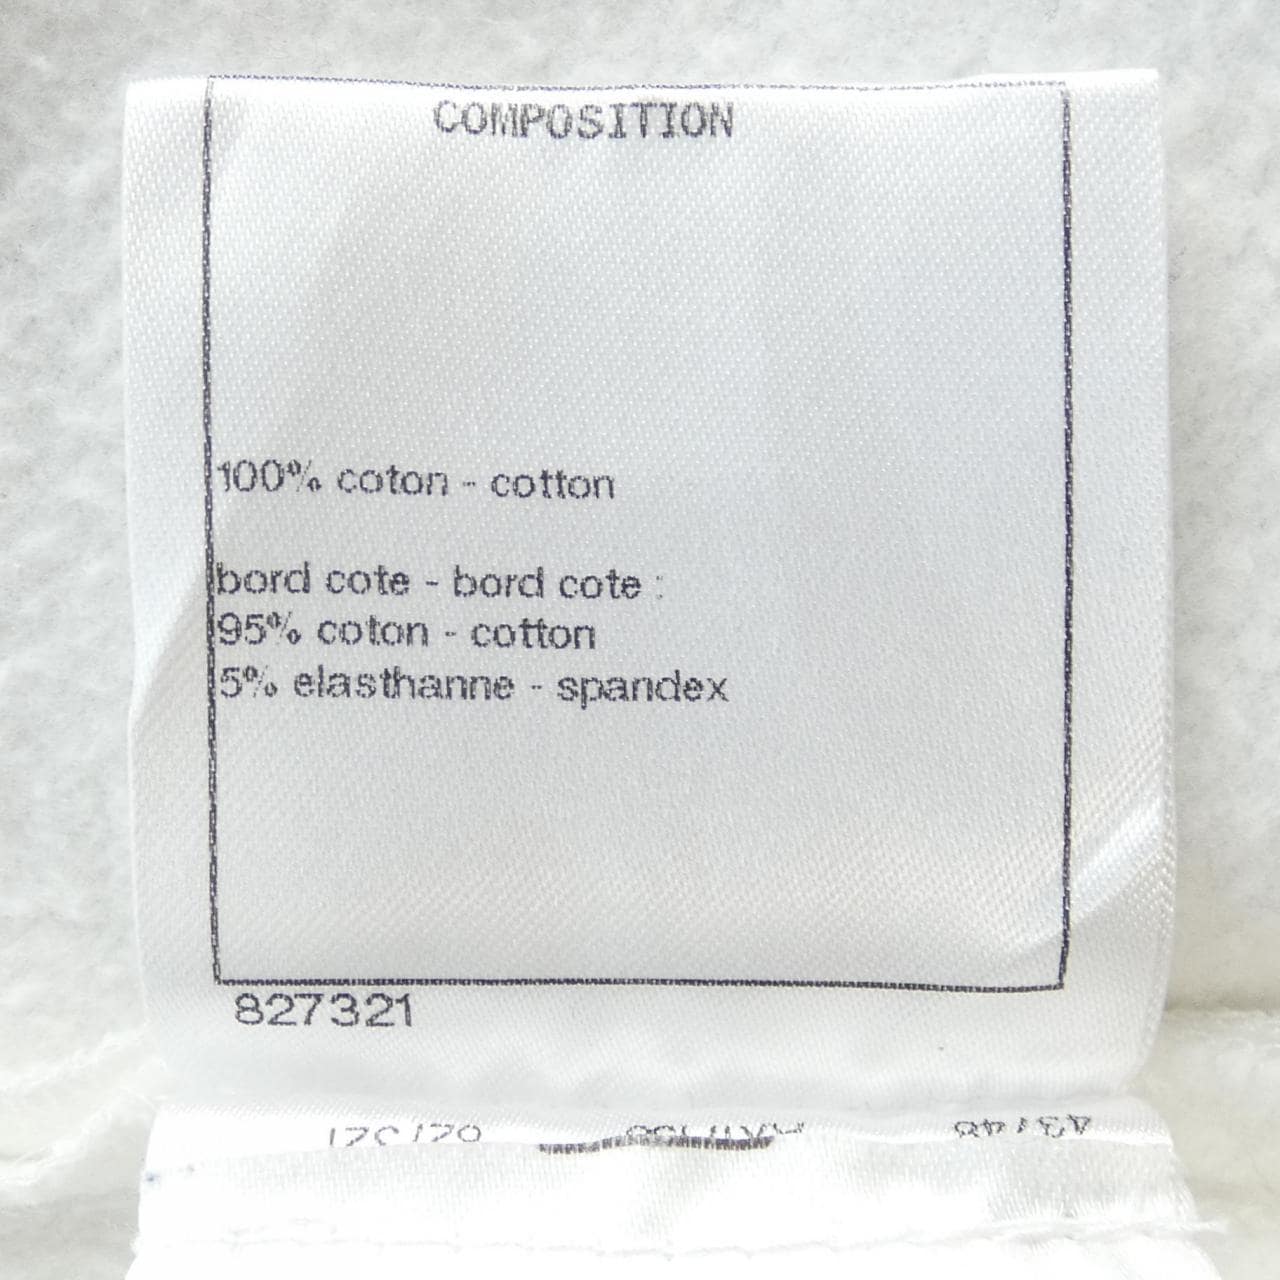 COMPOSITION
100% coton - cotton
bord cote - bord cote :
95% coton - cotton
5% elasthanne - spandex
827321